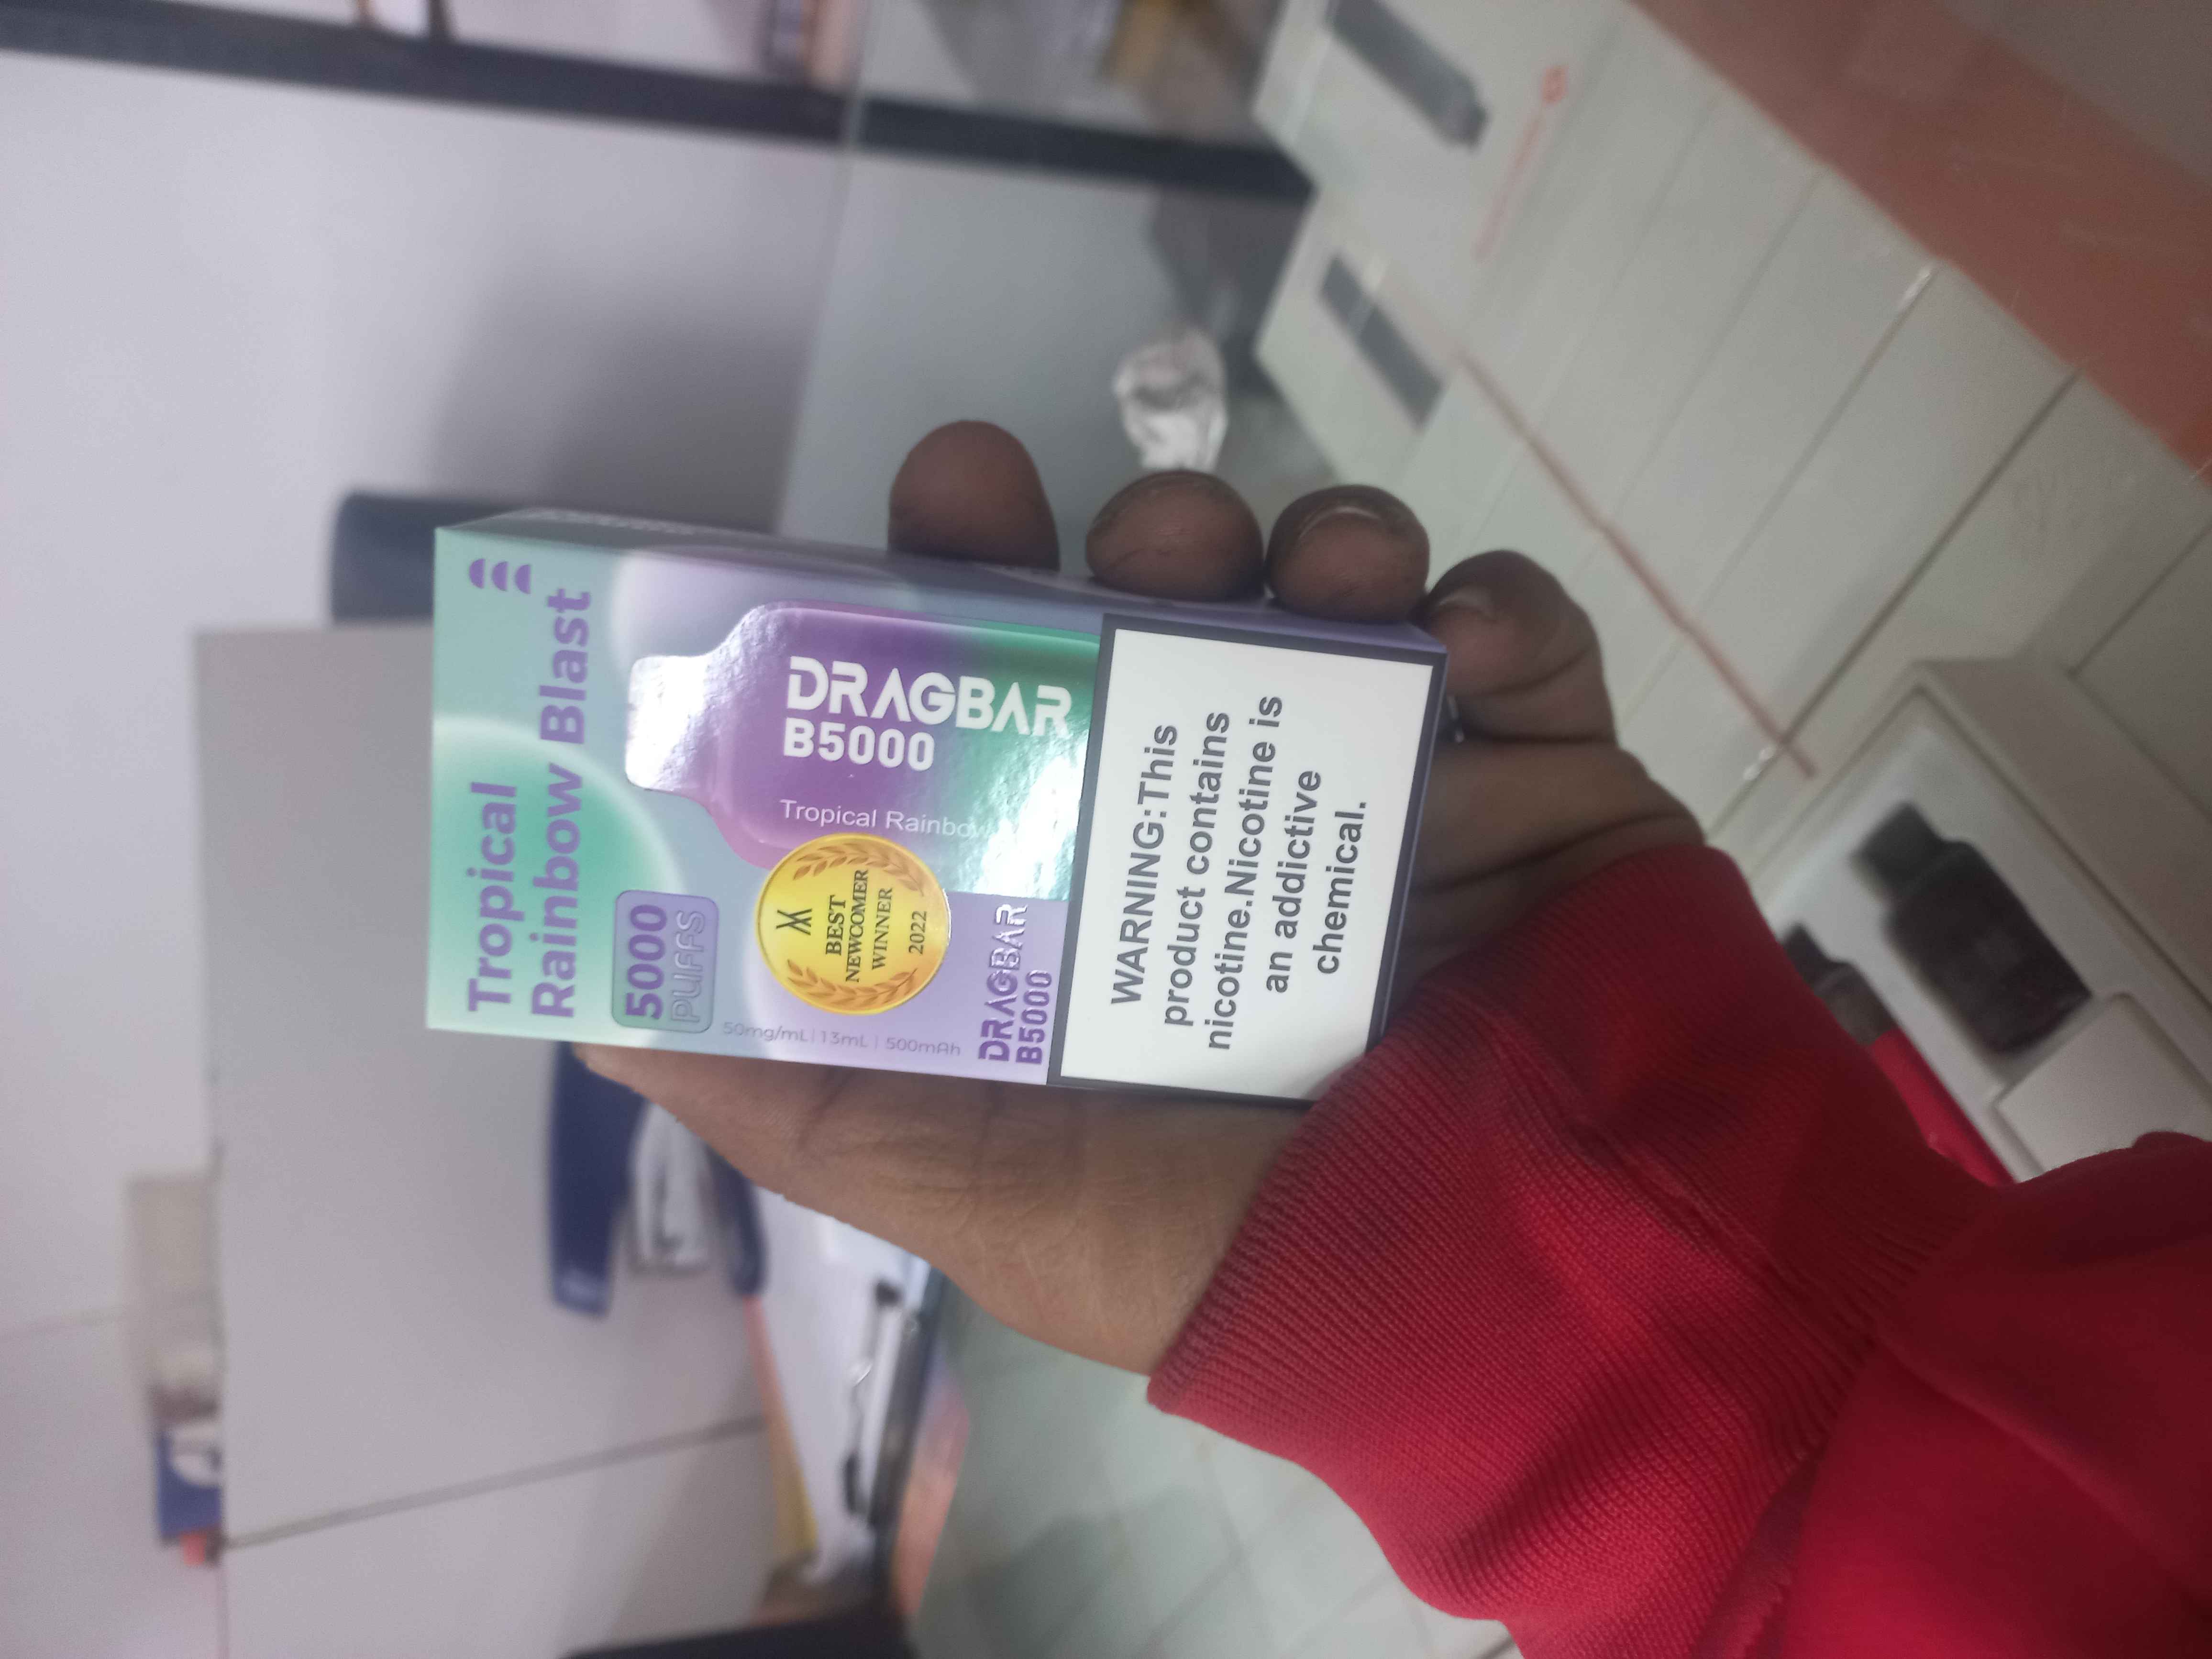 Tropical
Rainbow Blast
5000
PUFFS
DRAGBAR
B5000
Tropical Rainbow
BEST
NEWCOMER
WINNER
2022
50mg/mL | 13mL | 500mAh
DRAGBAR
B5000
WARNING:This
product contains
nicotine.Nicotine is
an addictive
chemical.